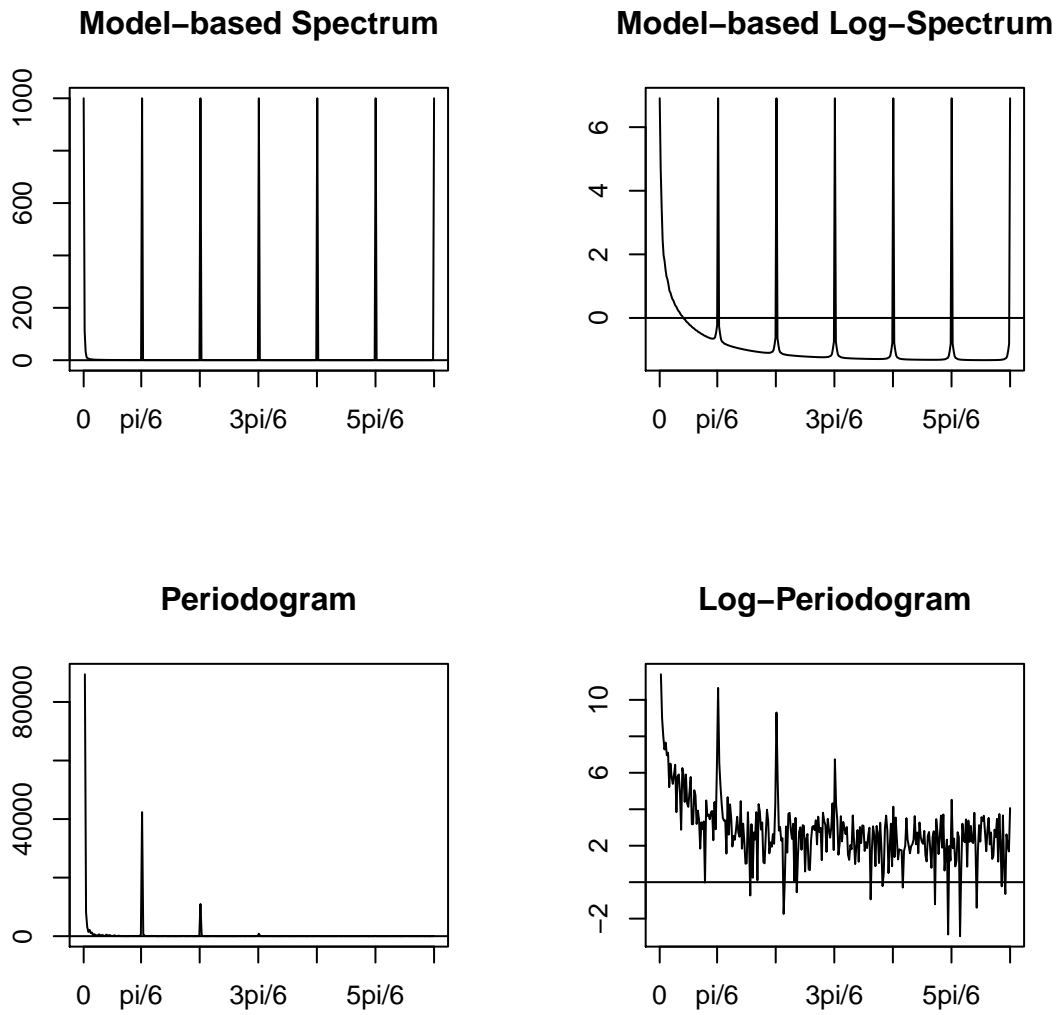 Model−based Spectrum
1000
600
200
0
0 pi/6 3pi/6 5pi/6
Model−based Log−Spectrum
6
4
2
0
0 pi/6 3pi/6 5pi/6
Periodogram
80000
40000
0
0 pi/6 3pi/6 5pi/6
Log−Periodogram
10
6
2
−2
0 pi/6 3pi/6 5pi/6